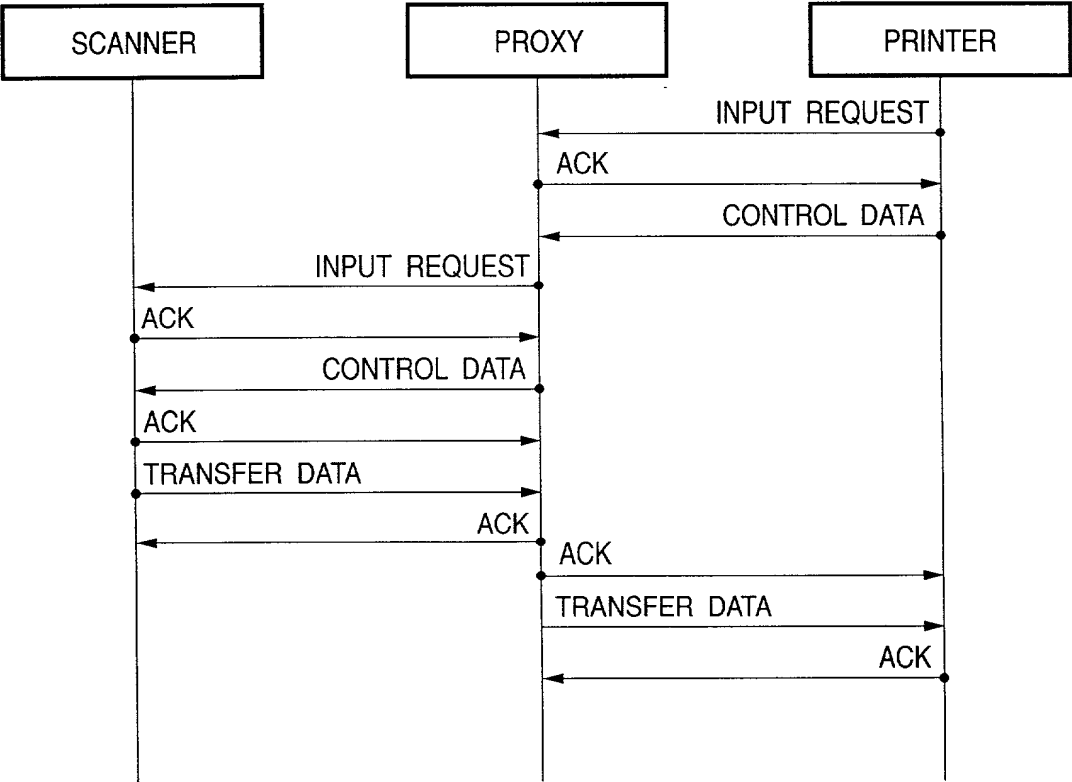 SCANNER
PROXY
PRINTER
INPUT REQUEST
ACK
CONTROL DATA
INPUT REQUEST
ACK
CONTROL DATA
ACK
TRANSFER DATA
ACK
ACK
TRANSFER DATA
ACK